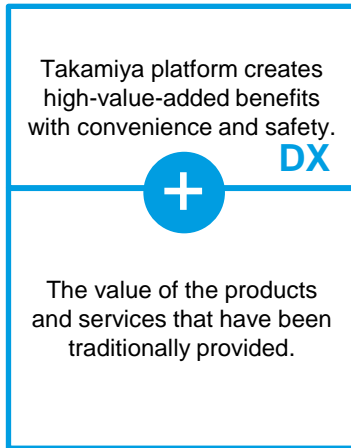 Takamiya platform creates
high-value-added benefits
with convenience and safety.
DX
+
The value of the products
and services that have been
traditionally provided.